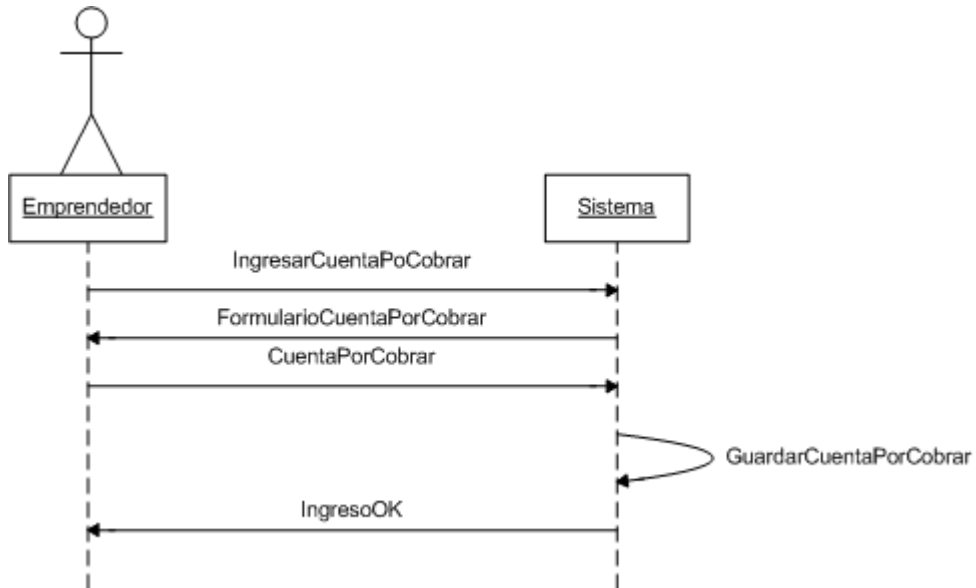 Emprendedor
Sistema
IngresarCuentaPoCobrar
FormularioCuentaPorCobrar
CuentaPorCobrar
GuardarCuentaPorCobrar
IngresoOK